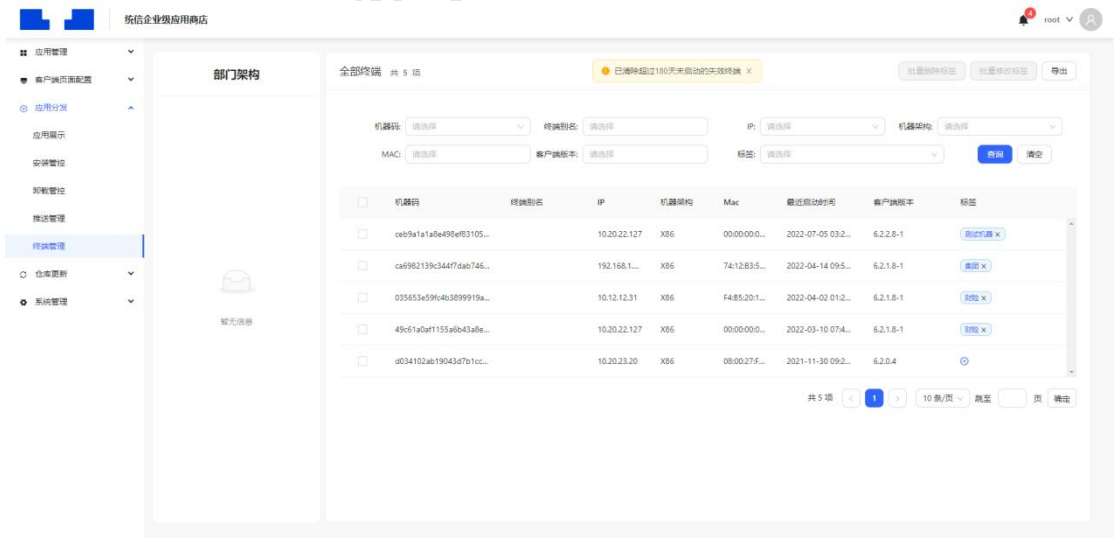 统信企业级应用商店
4
root
应用管理
客户端页面配置
应用分发
应用展示
安装管控
卸载管控
推送管理
终端管理
仓库更新
系统管理
部门架构
暂无信息
全部终端 共 5 项
已清除超过180天未启动的失效终端 ×
批量删除标签 批量修改标签 导出
机器码: 请选择 终端别名: 请选择 IP: 请选择 机器架构: 请选择
MAC: 请选择 客户端版本: 请选择 标签: 请选择 查询 清空
机器码 终端别名 IP 机器架构 Mac 最近启动时间 客户端版本 标签
ceb9a1a1a8e498ef83105... 10.20.22.127 X86 00:00:00:0... 2022-07-05 03:2... 6.2.2.8-1 测试机器 ×
ca6982139c344f7dab746... 192.168.1.... X86 74:12:B3:5... 2022-04-14 09:5... 6.2.1.8-1 集团 ×
035653e59fc4b3899919a... 10.12.12.31 X86 F4:85:20:1... 2022-04-02 01:2... 6.2.1.8-1 财险 ×
49c61a0af1155a6b43a8e... 10.20.22.127 X86 00:00:00:0... 2022-03-10 07:4... 6.2.1.8-1 财险 ×
d034102ab19043d7b1cc... 10.20.23.20 X86 08:00:27:F... 2021-11-30 09:2... 6.2.0.4
共 5 项 < 1 > 10 条/页 跳至 页 确定